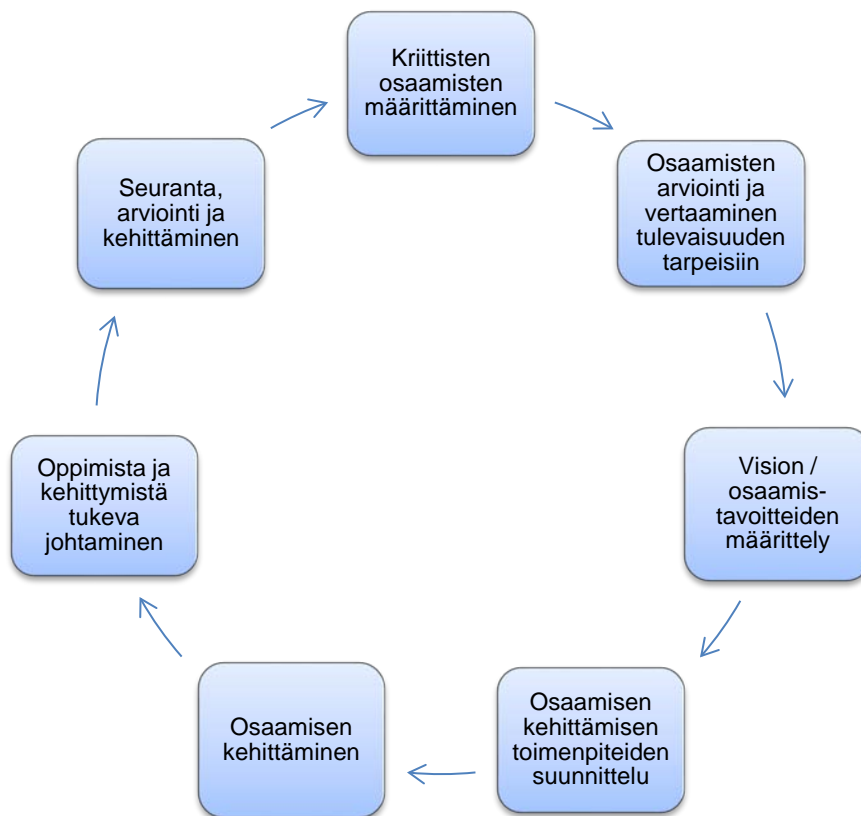 Kriittisten
osaamisten
määrittäminen
Osaamisten
arviointi ja
vertaaminen
tulevaisuuden
tarpeisiin
Vision /
osaamis-
tavoitteiden
määrittely
Osaamisen
kehittämisen
toimenpiteiden
suunnittelu
Osaamisen
kehittäminen
Oppimista ja
kehittymistä
tukeva
johtaminen
Seuranta,
arviointi ja
kehittäminen